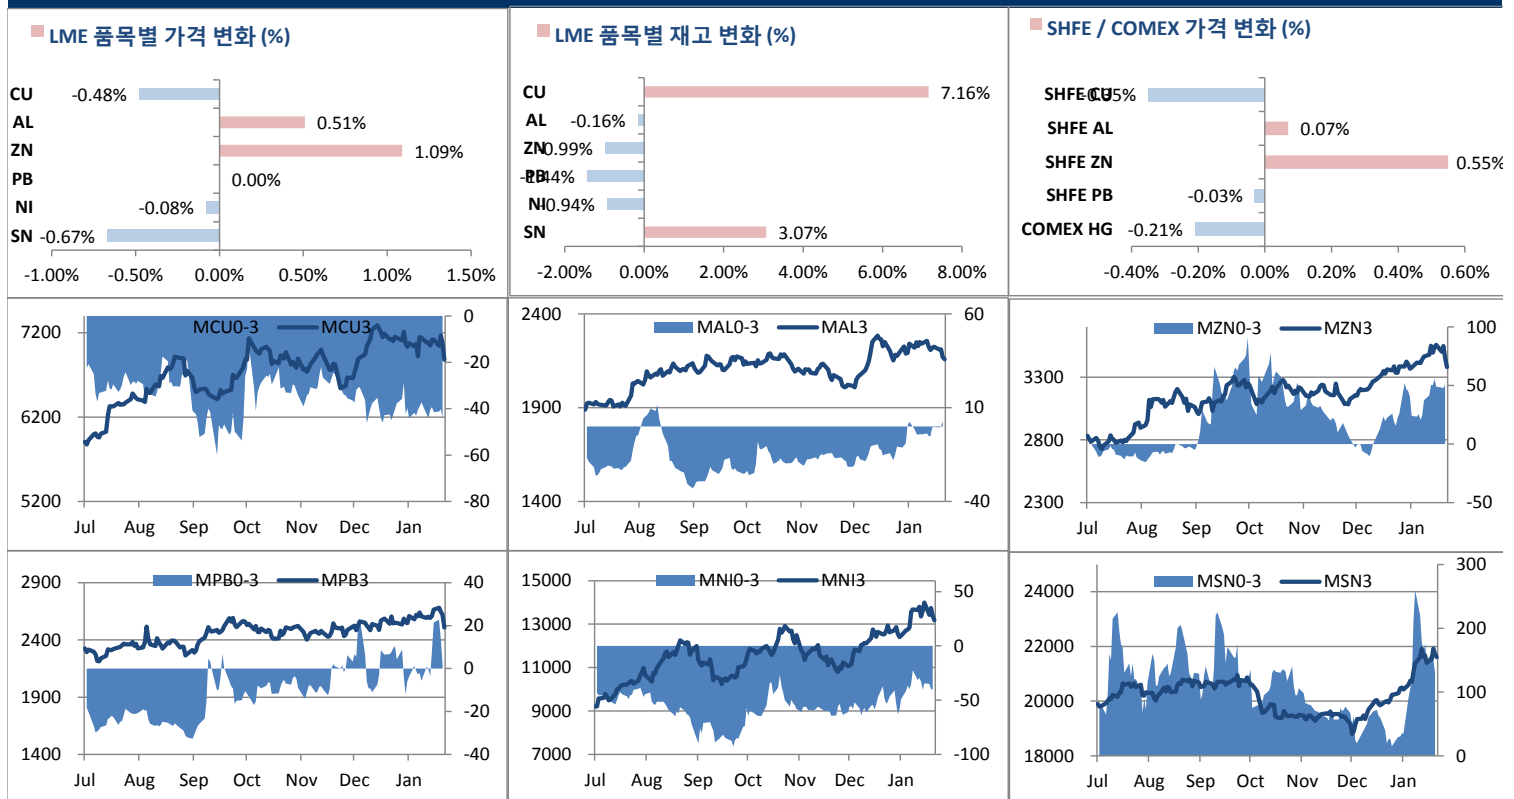 LME 품목별 가격 변화 (%)
CU -0.48%
AL 0.51%
ZN 1.09%
PB 0.00%
NI -0.08%
SN -0.67%
-1.00% -0.50% 0.00% 0.50% 1.00% 1.50%
LME 품목별 재고 변화 (%)
CU 7.16%
AL -0.16%
ZN -0.99%
PB -1.44%
NI -0.94%
SN 3.07%
-2.00% 0.00% 2.00% 4.00% 6.00% 8.00%
SHFE / COMEX 가격 변화 (%)
SHFE CU -0.35%
SHFE AL 0.07%
SHFE ZN 0.55%
SHFE PB -0.03%
COMEX HG -0.21%
-0.40% -0.20% 0.00% 0.20% 0.40% 0.60%
MCU0-3 MCU3
7200
6200
5200
0
-20
-40
-60
-80
Jul Aug Sep Oct Nov Dec Jan
MAL0-3 MAL3
2400
1900
1400
60
10
-40
Jul Aug Sep Oct Nov Dec Jan
MZN0-3 MZN3
3300
2800
2300
100
50
0
-50
Jul Aug Sep Oct Nov Dec Jan
MPB0-3 MPB3
2900
2400
1900
1400
40
20
0
-20
-40
Jul Aug Sep Oct Nov Dec Jan
MNI0-3 MNI3
15000
13000
11000
9000
7000
50
0
-50
-100
Jul Aug Sep Oct Nov Dec Jan
MSN0-3 MSN3
24000
22000
20000
18000
300
200
100
0
Jul Aug Sep Oct Nov Dec Jan